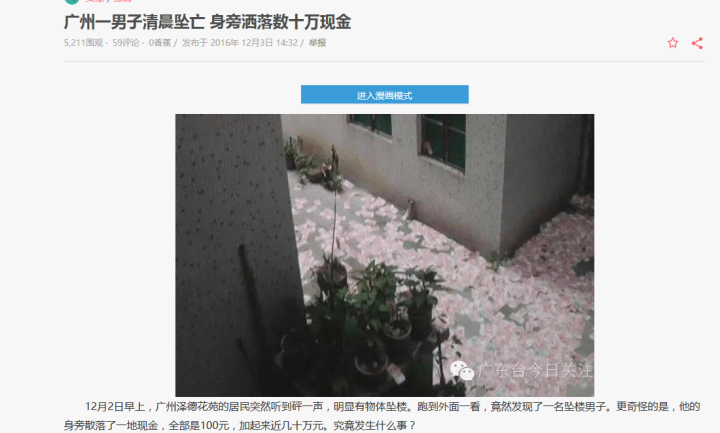 广州一男子清晨坠亡 身旁洒落数十万现金
5,211围观 · 59评论 · 0香蕉 / 发布于 2016年 12月3日 14:32 / 举报
进入漫画模式
广东台今日关注
12月2日早上，广州泽德花苑的居民突然听到砰一声，明显有物体坠楼。跑到外面一看，竟然发现了一名坠楼男子。更奇怪的是，他的
身旁散落了一地现金，全部是100元，加起来近几十万元。究竟发生什么事？